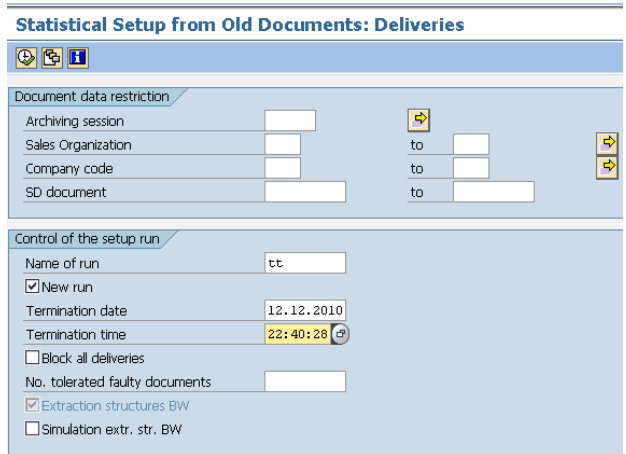 Statistical Setup from Old Documents: Deliveries
Document data restriction
Archiving session
Sales Organization to
Company code to
SD document to
Control of the setup run
Name of run tt
New run
Termination date 12.12.2010
Termination time 22:40:28
Block all deliveries
No. tolerated faulty documents
Extraction structures BW
Simulation extr. str. BW